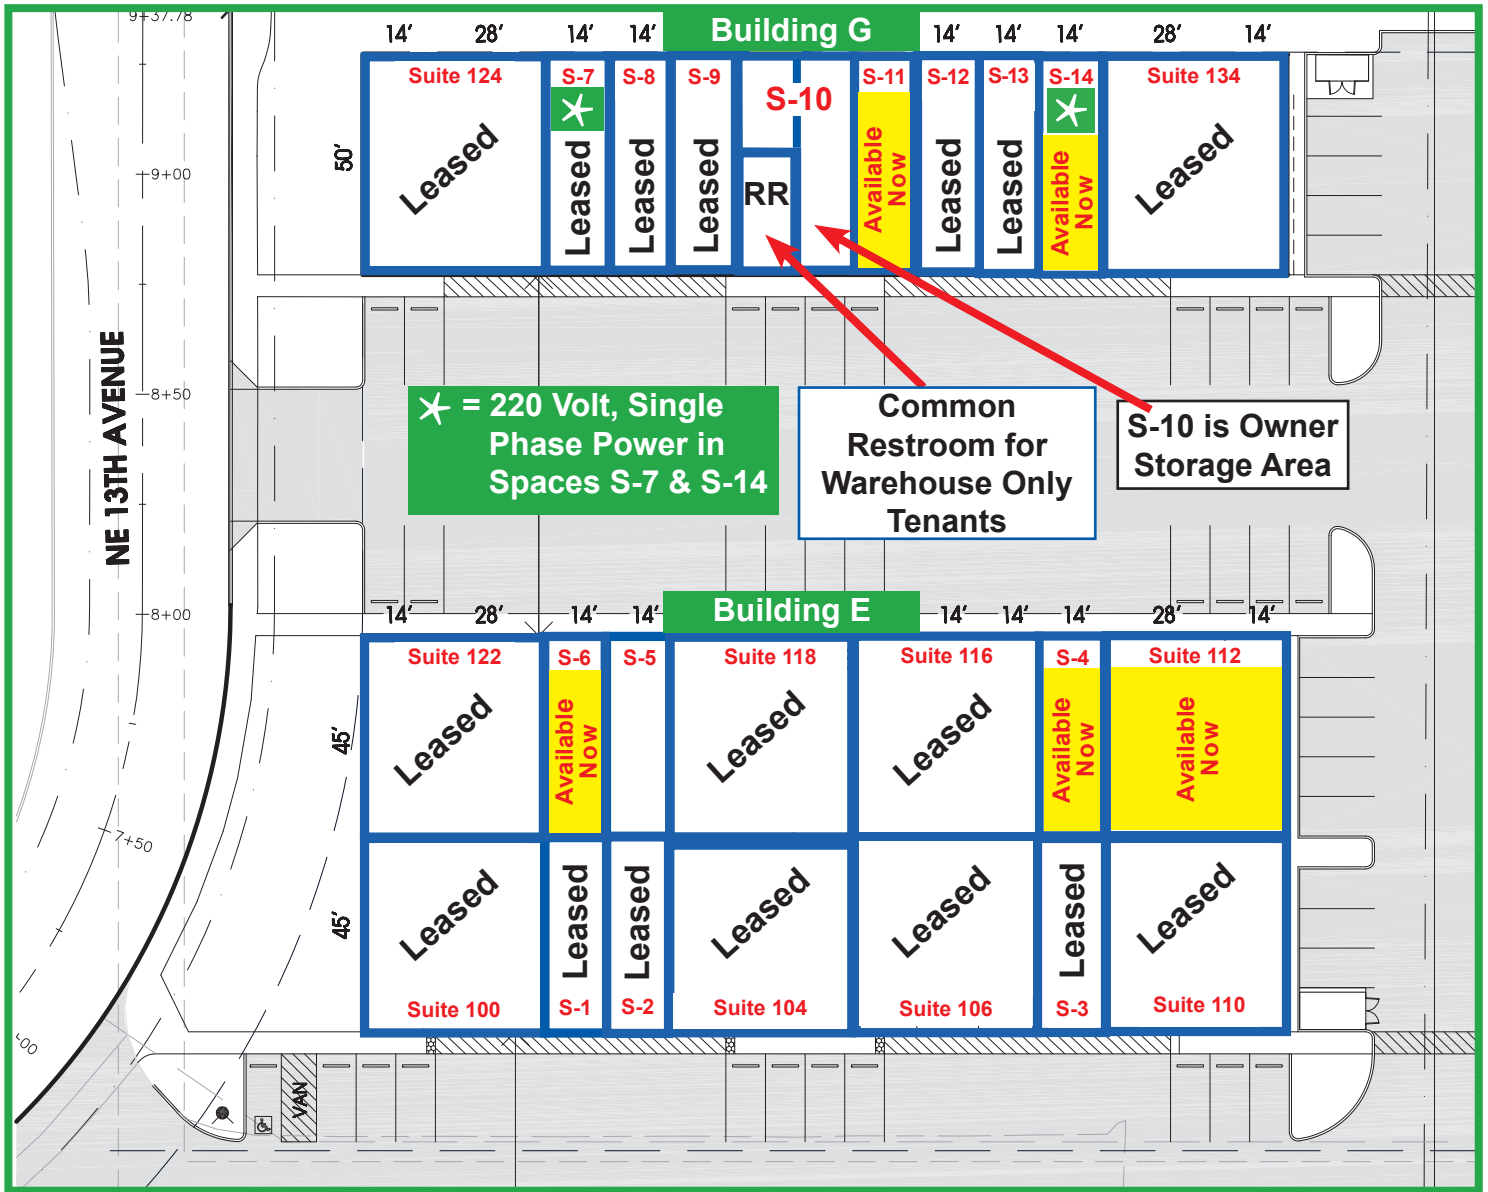 9+37.78
14' 28' 14' 14' Building G 14' 14' 14' 28' 14'
Suite 124 S-7 S-8 S-9 S-10 S-11 S-12 S-13 S-14 Suite 134
50'
Leased
Leased
Leased
Leased
RR
Available
Now
Leased
Leased
Available
Now
Leased
9+00
NE 13TH AVENUE
8+50
= 220 Volt, Single
Phase Power in
Spaces S-7 & S-14
Common
Restroom for
Warehouse Only
Tenants
S-10 is Owner
Storage Area
8+00
14' 28' 14' 14' Building E 14' 14' 14' 28' 14'
Suite 122 S-6 S-5 Suite 118 Suite 116 S-4 Suite 112
45'
Leased
Available
Now
Leased
Leased
Available
Now
Available
Now
7+50
45'
Leased
Leased
Leased
Leased
Leased
Leased
Leased
Suite 100 S-1 S-2 Suite 104 Suite 106 S-3 Suite 110
+00
VAN